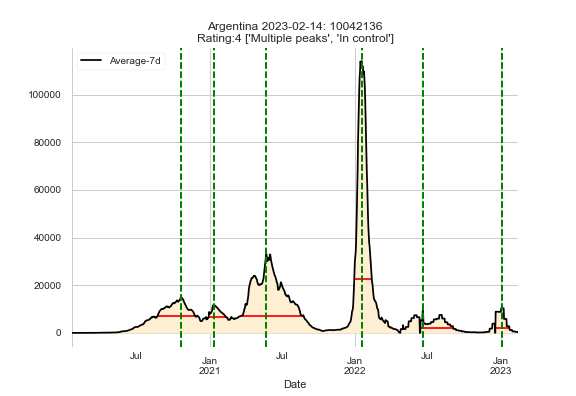 Argentina 2023-02-14: 10042136
Rating:4 ['Multiple peaks', 'In control']
Average-7d
100000
80000
60000
40000
20000
0
Jul
Jan
2021
Jul
Jan
2022
Jul
Jan
2023
Date